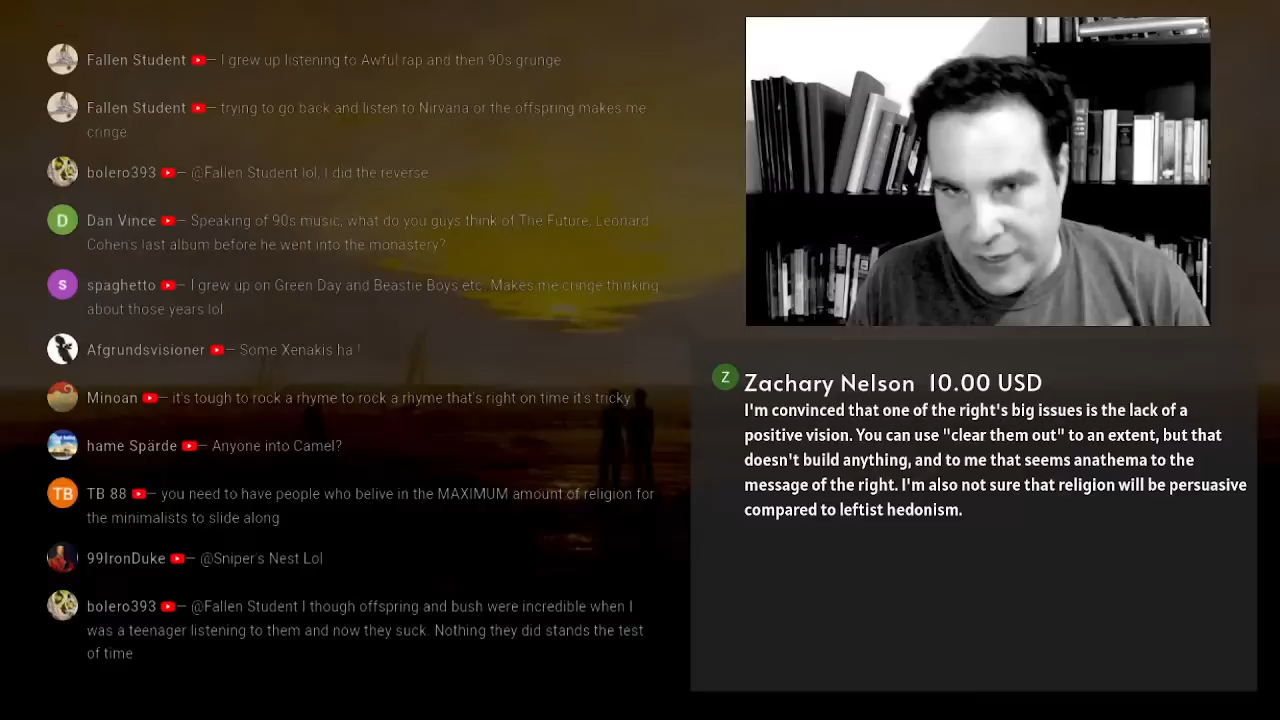 Fallen Student — I grew up listening to Awful rap and then 90s grunge
Fallen Student — trying to go back and listen to Nirvana or the offspring makes me
cringe
bolero393 — @Fallen Student lol, I did the reverse
D Dan Vince — Speaking of 90s music, what do you guys think of The Future, Leonard
Cohen's last album before he went into the monastery?
s spaghetto — I grew up on Green Day and Beastie Boys etc. Makes me cringe thinking
about those years lol
Afgrundsvisioner — Some Xenakis ha !
Minoan — it's tough to rock a rhyme to rock a rhyme that's right on time it's tricky
hame Spärde — Anyone into Camel?
TB TB 88 — you need to have people who belive in the MAXIMUM amount of religion for
the minimalists to slide along
99IronDuke — @Sniper's Nest Lol
bolero393 — @Fallen Student I though offspring and bush were incredible when I
was a teenager listening to them and now they suck. Nothing they did stands the test
of time
Z Zachary Nelson 10.00 USD
I'm convinced that one of the right's big issues is the lack of a
positive vision. You can use "clear them out" to an extent, but that
doesn't build anything, and to me that seems anathema to the
message of the right. I'm also not sure that religion will be persuasive
compared to leftist hedonism.